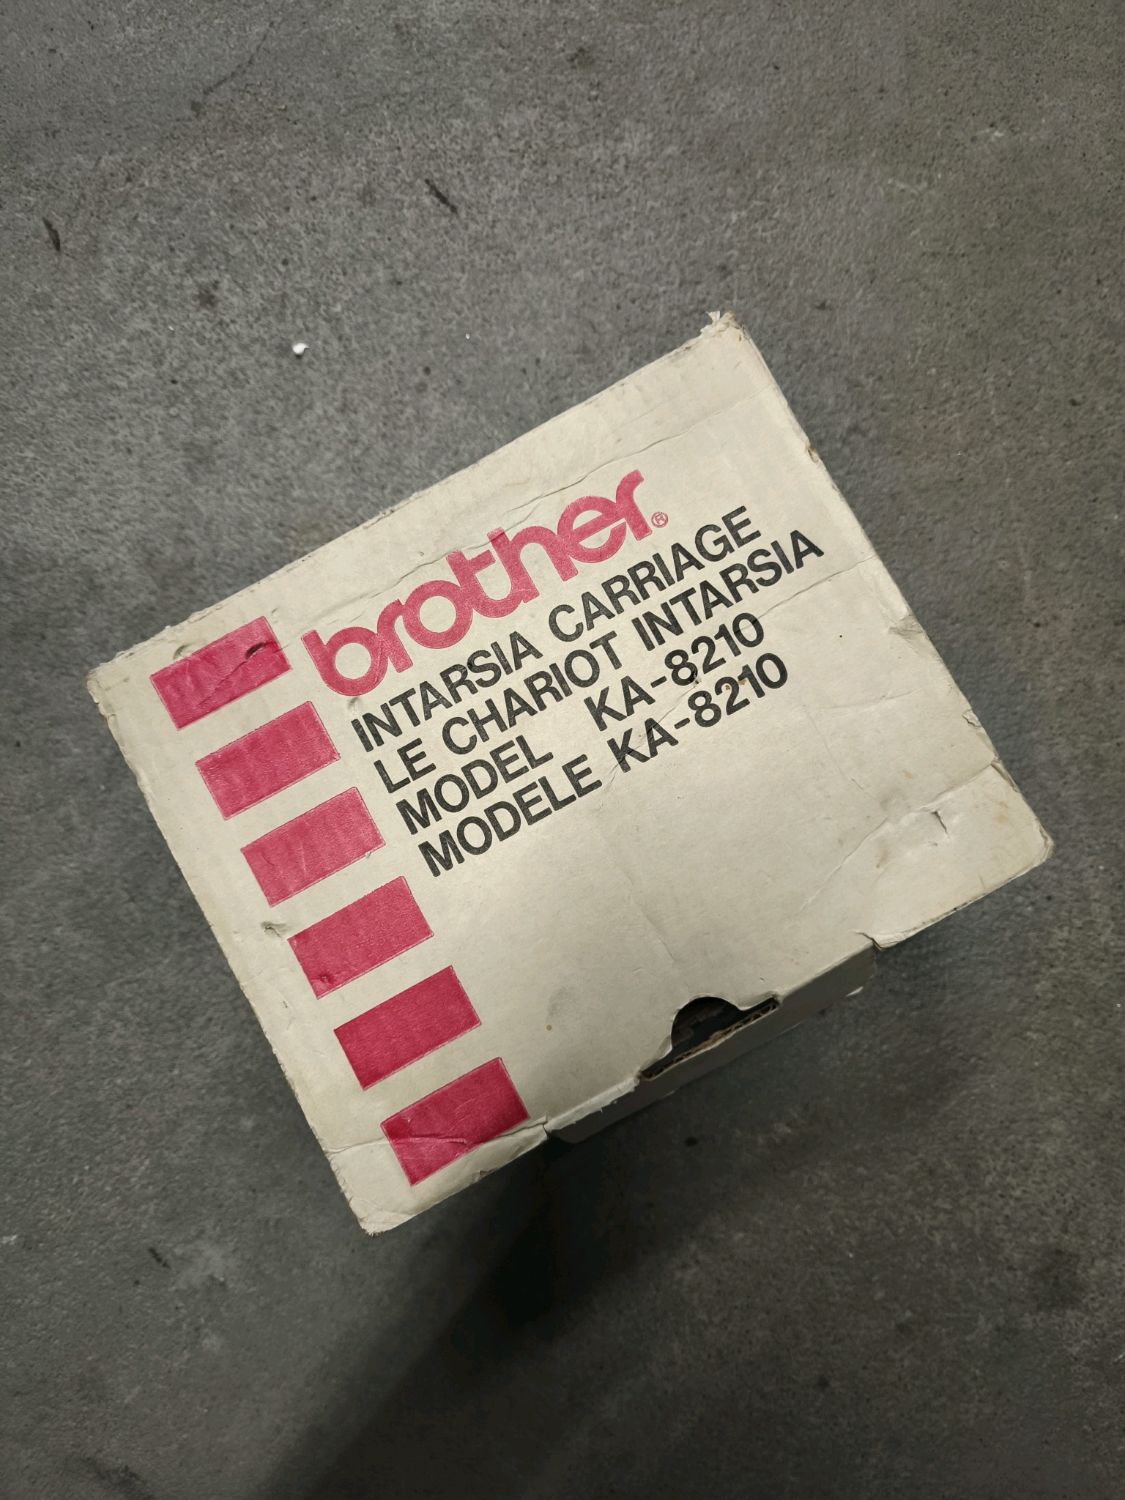 brother®
INTARSIA CARRIAGE
LE CHARIOT INTARSIA
MODEL KA-8210
MODELE KA-8210